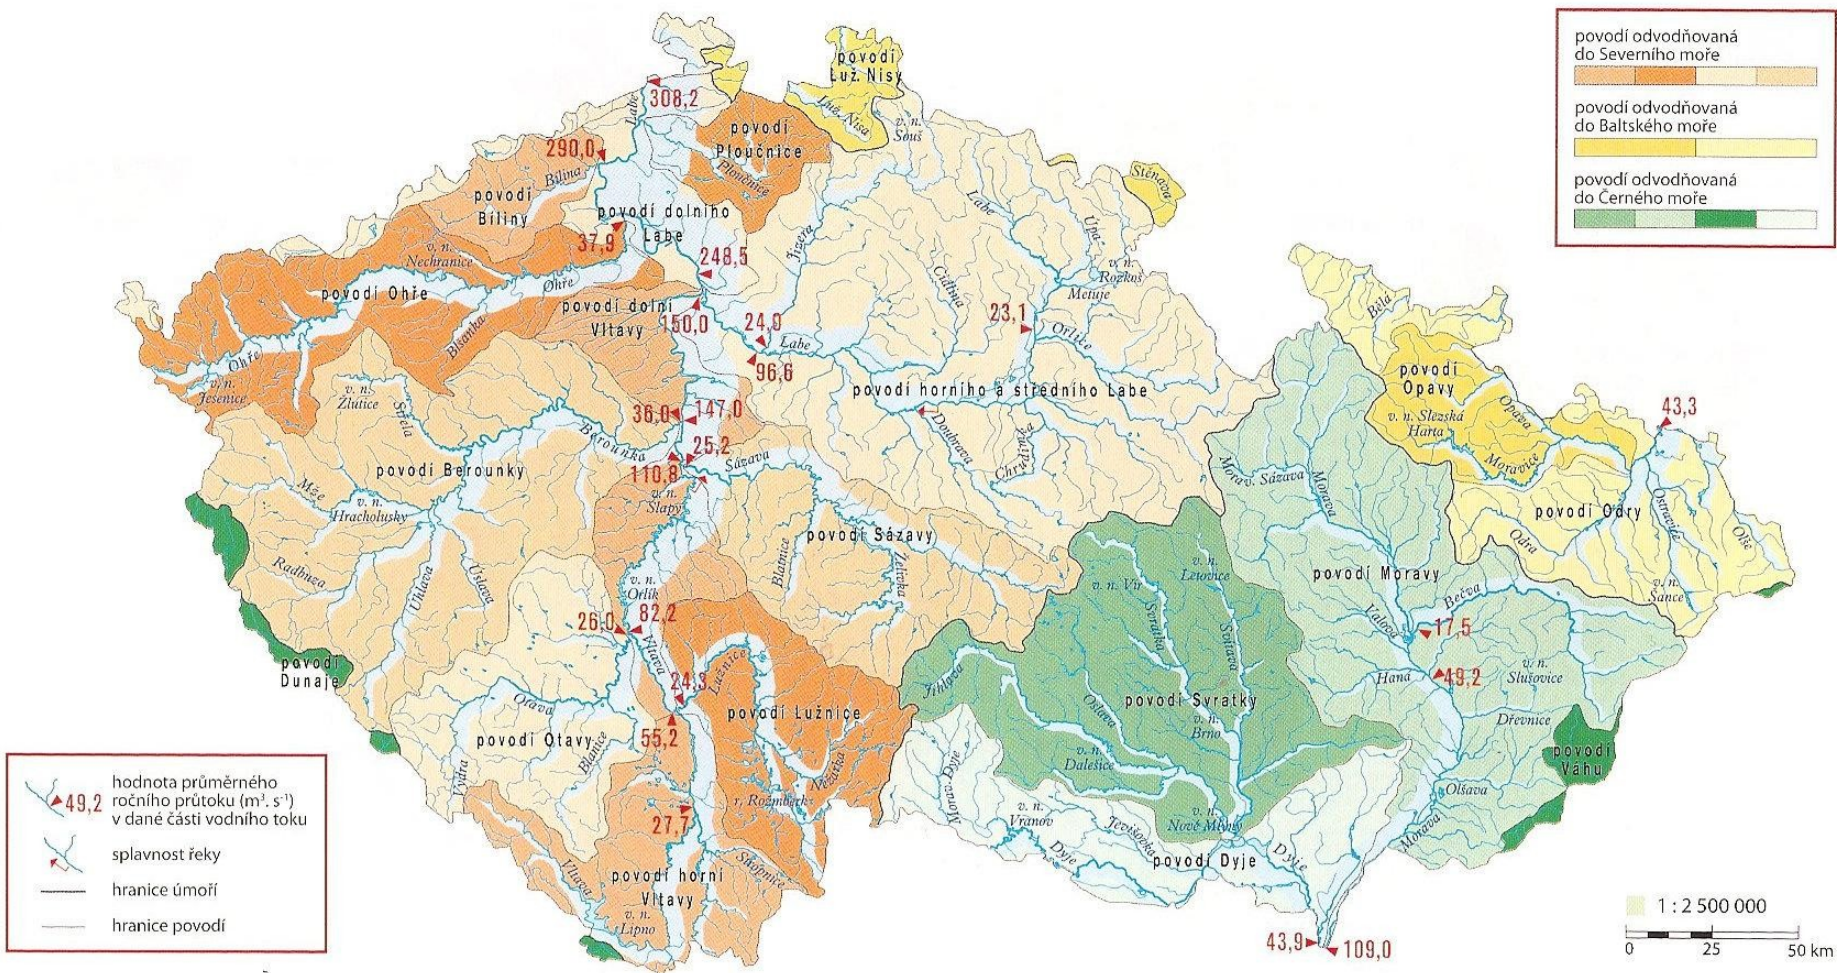 povodí odvodňovaná
do Severního moře
povodí odvodňovaná
do Baltského moře
povodí odvodňovaná
do Černého moře
povodí
Luž. Nisy
Luž. Nisa
v. n.
Souš
Labe
308,2
povodí
Ploučnice
Ploučnice
290,0
Bílina
povodí
Bíliny
Stěnava
povodí dolního
Labe
37,9
v. n.
Nechranice
248,5
Jizera
Labe
Úpa
v. n.
Rozkoš
Metuje
Cidlina
povodí Ohře
Ohře
povodí dolní
Vltavy
150,0
Blšanka
24,0
Labe
96,6
23,1
Orlice
Bělá
Ohře
v. n.
Jesenice
v. n.
Žlutice
Střela
povodí horního a středního Labe
povodí
Opavy
v. n. Slezská
Harta
Opava
Moravice
43,3
36,0
147,0
Berounka
25,2
110,8
Sázava
Doubrava
Chrudimka
povodí Berounky
v. n.
Slapy
Morav. Sázava
Morava
Mže
v. n.
Hracholusky
povodí Sázavy
povodí Odry
Odra
Ostravice
Olše
Radbuza
Úhlava
Úslava
Blatnice
Želivka
v. n.
Orlík
v. n. Vír
v. n.
Letovice
Svratka
Svitava
povodí Moravy
Bečva
Valová
v. n.
Šance
26,0
82,2
Vltava
17,5
povodí
Dunaje
24,3
Lužnice
Jihlava
Haná
49,2
v. n.
Slušovice
Otava
povodí Lužnice
povodí Svratky
Oslava
v. n.
Brno
Dřevnice
povodí Otavy
Blanice
55,2
Vydra
Nežárka
r. Rožmberk
v. n.
Dalešice
Morav. Dyje
povodí
Váhu
27,7
v. n.
Vranov
Jevišovka
v. n.
Nové Mlýny
Olšava
Morava
Dyje
povodí Dyje
Dyje
Vltava
povodí horní
Vltavy
v. n.
Lipno
43,9
109,0
49,2
hodnota průměrného
ročního průtoku (m³. s⁻¹)
v dané části vodního toku
splavnost řeky
hranice úmoří
hranice povodí
1 : 2 500 000
0 25 50 km